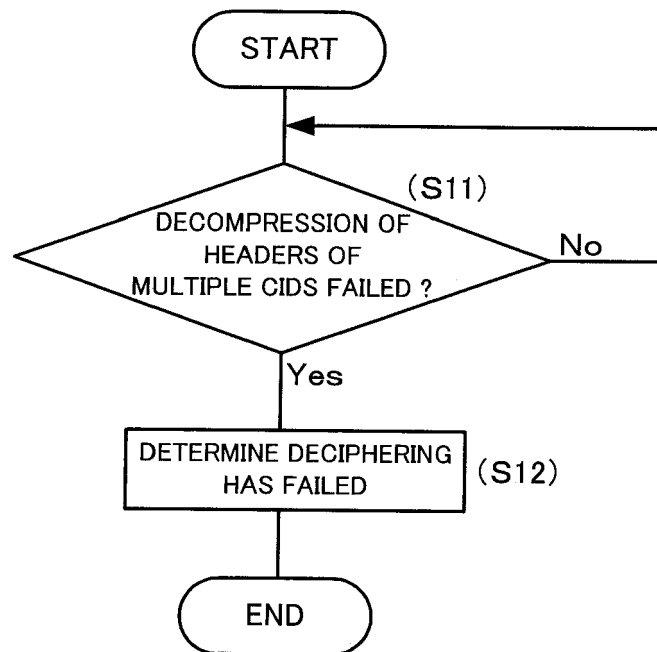 START
(S11)
DECOMPRESSION OF
HEADERS OF
MULTIPLE CIDS FAILED ?
No
Yes
DETERMINE DECIPHERING
HAS FAILED
(S12)
END